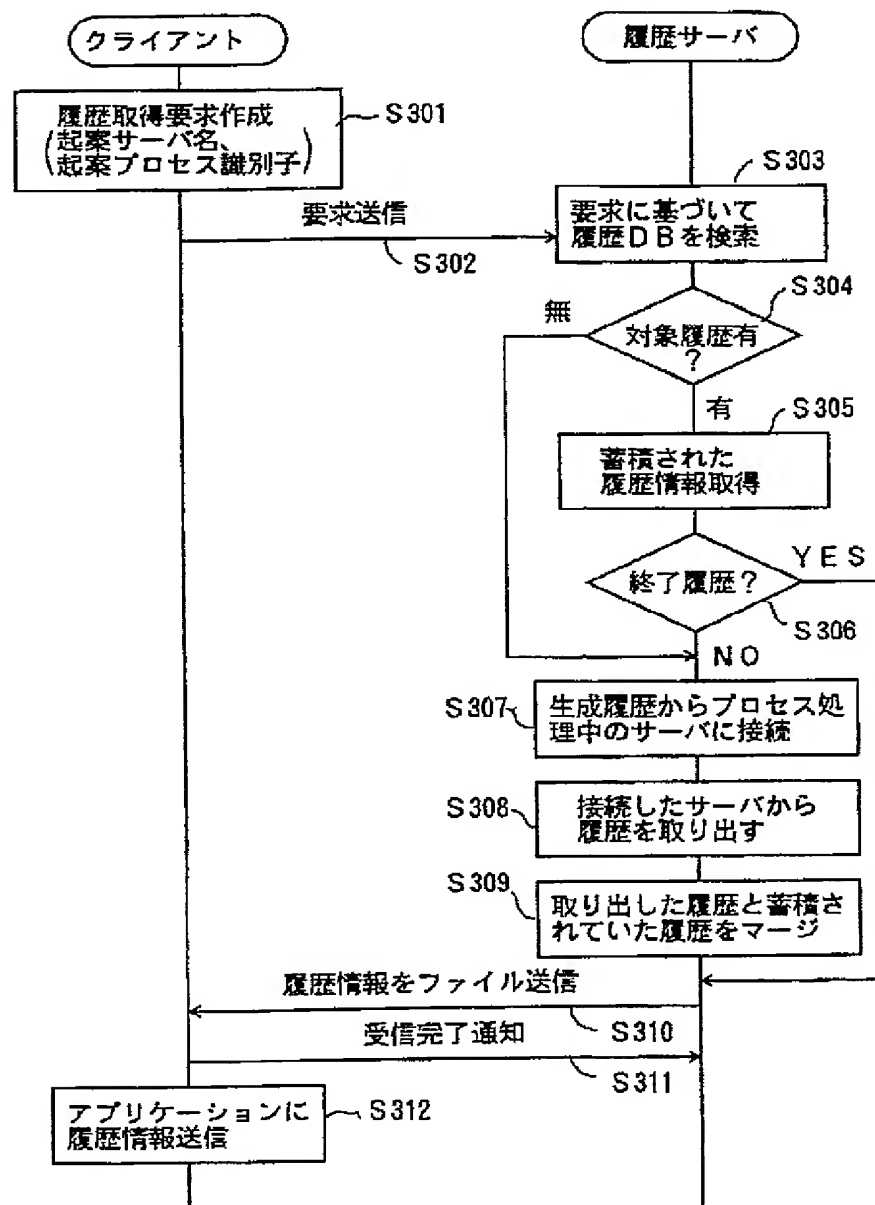 クライアント
履歴サーバ
履歴取得要求作成
(起案サーバ名、
起案プロセス識別子)
S301
S303
要求送信
要求に基づいて
履歴DBを検索
S302
S304
無
対象履歴有
?
有
S305
蓄積された
履歴情報取得
YES
終了履歴?
S306
NO
S307
生成履歴からプロセス処
理中のサーバに接続
S308
接続したサーバから
履歴を取り出す
S309
取り出した履歴と蓄積さ
れていた履歴をマージ
履歴情報をファイル送信
S310
受信完了通知
S311
アプリケーションに
履歴情報送信
S312